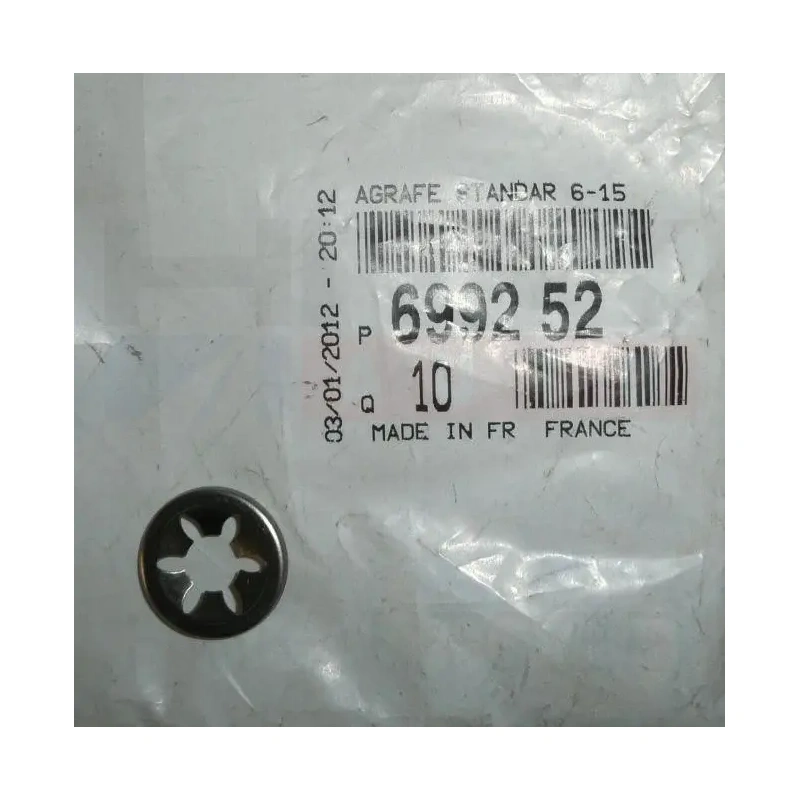 AGRAFE STANDAR 6-15
P 6992 52
Q 10
MADE IN FR FRANCE
03/01/2012 - 20:12